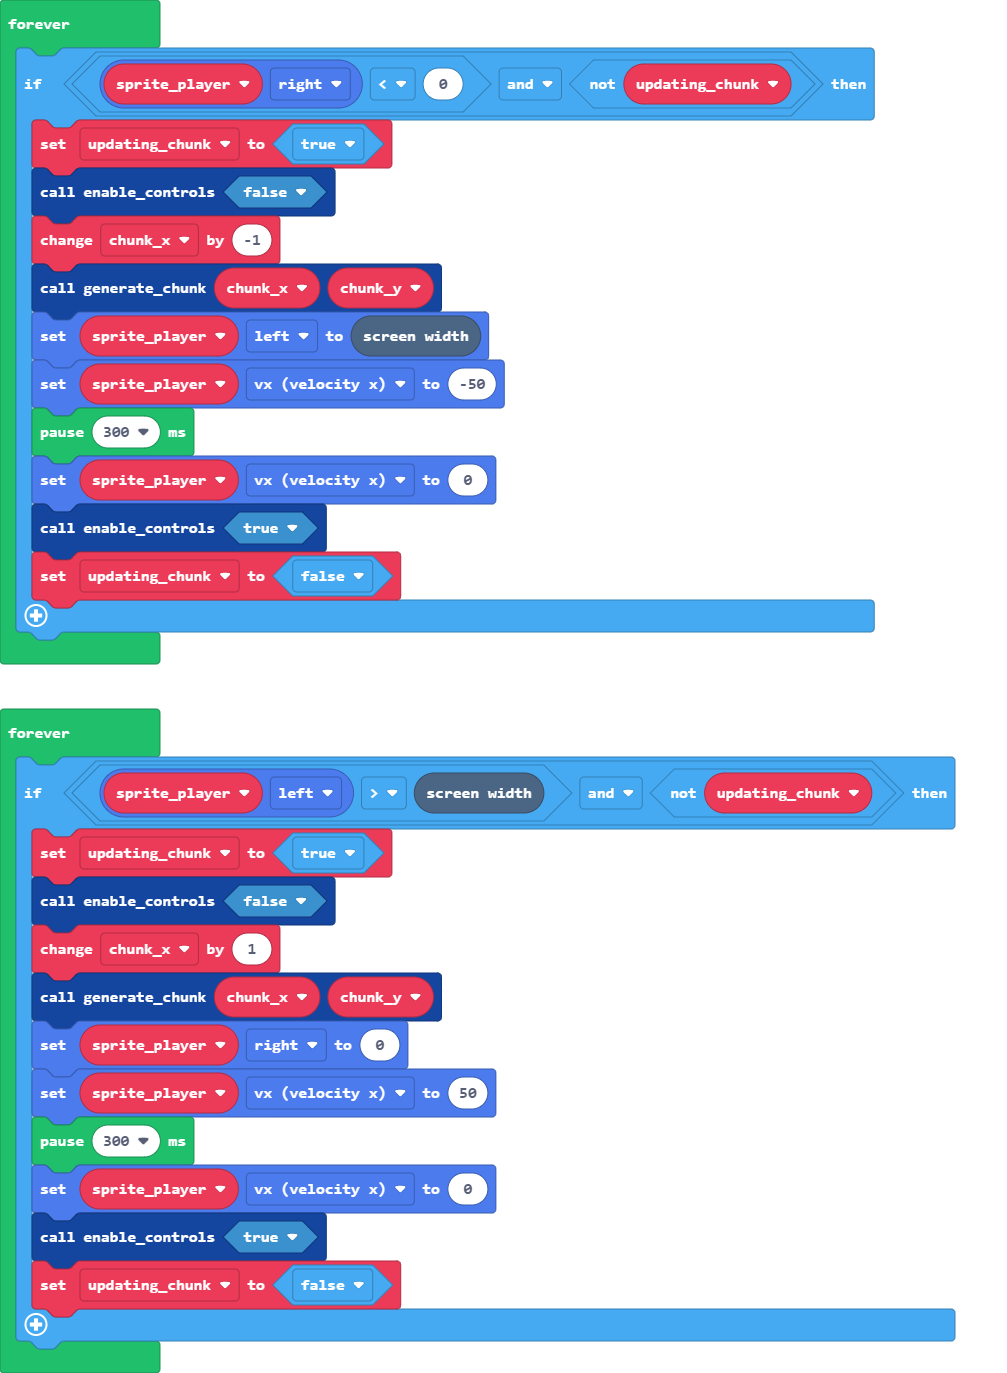 forever
if sprite_player right < 0 and not updating_chunk then
set updating_chunk to true
call enable_controls false
change chunk_x by -1
call generate_chunk chunk_x chunk_y
set sprite_player left to screen width
set sprite_player vx (velocity x) to -50
pause 300 ms
set sprite_player vx (velocity x) to 0
call enable_controls true
set updating_chunk to false
forever
if sprite_player left > screen width and not updating_chunk then
set updating_chunk to true
call enable_controls false
change chunk_x by 1
call generate_chunk chunk_x chunk_y
set sprite_player right to 0
set sprite_player vx (velocity x) to 50
pause 300 ms
set sprite_player vx (velocity x) to 0
call enable_controls true
set updating_chunk to false